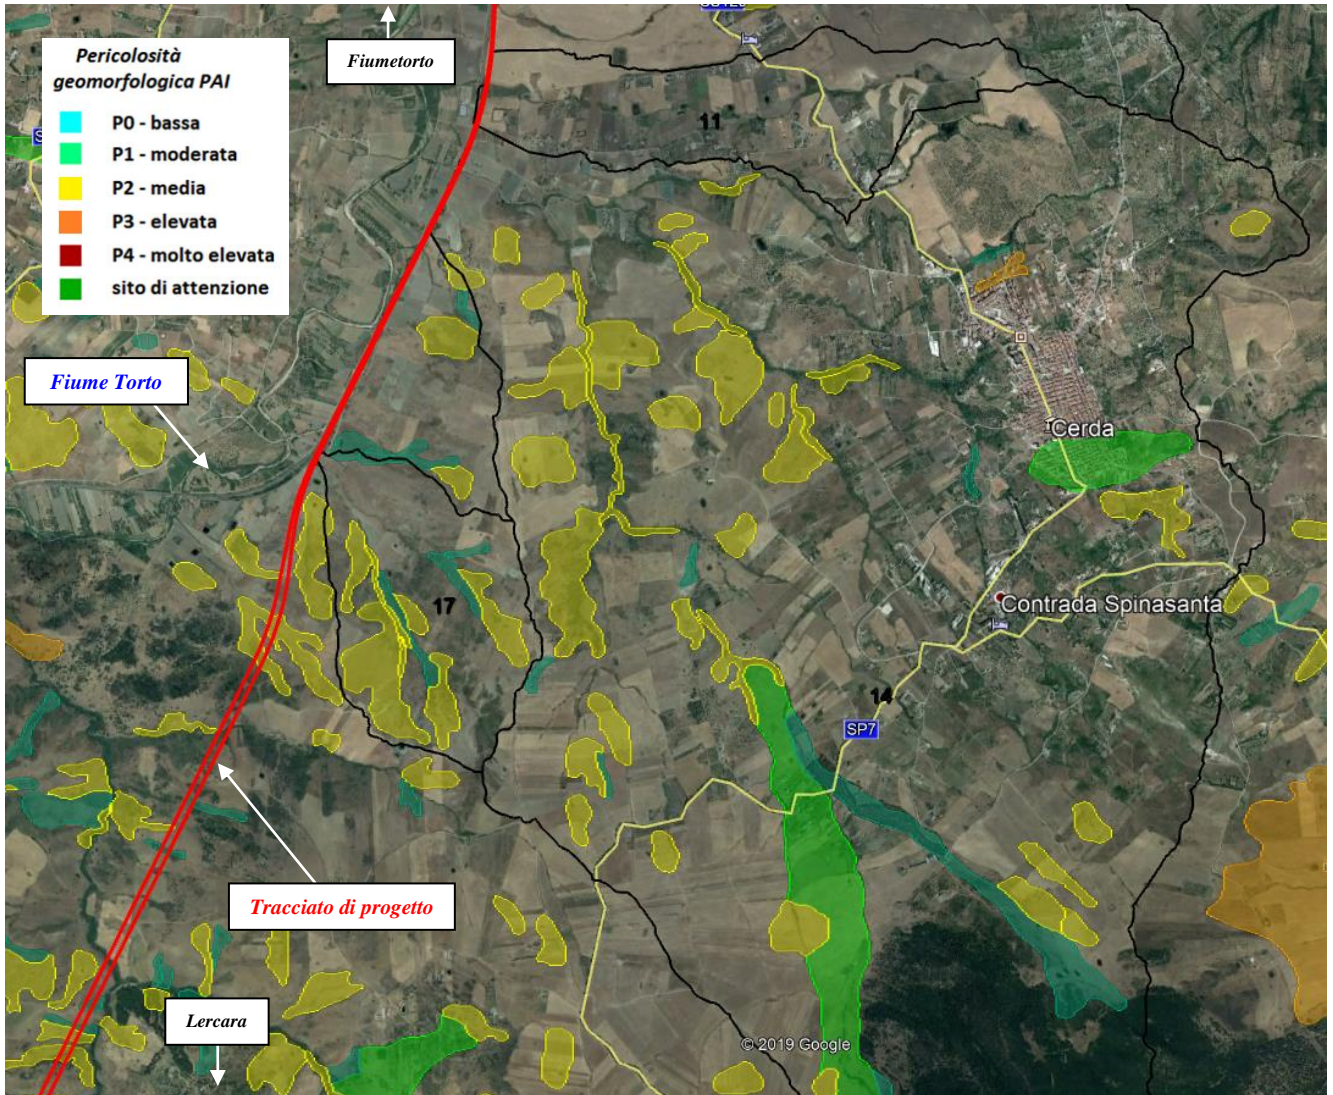 Fiumetorto
Pericolosità
geomorfologica PAI
P0 - bassa
P1 - moderata
P2 - media
P3 - elevata
P4 - molto elevata
sito di attenzione
11
Fiume Torto
Cerda
17
Contrada Spinasanta
14
SP7
Tracciato di progetto
Lercara
© 2019 Google